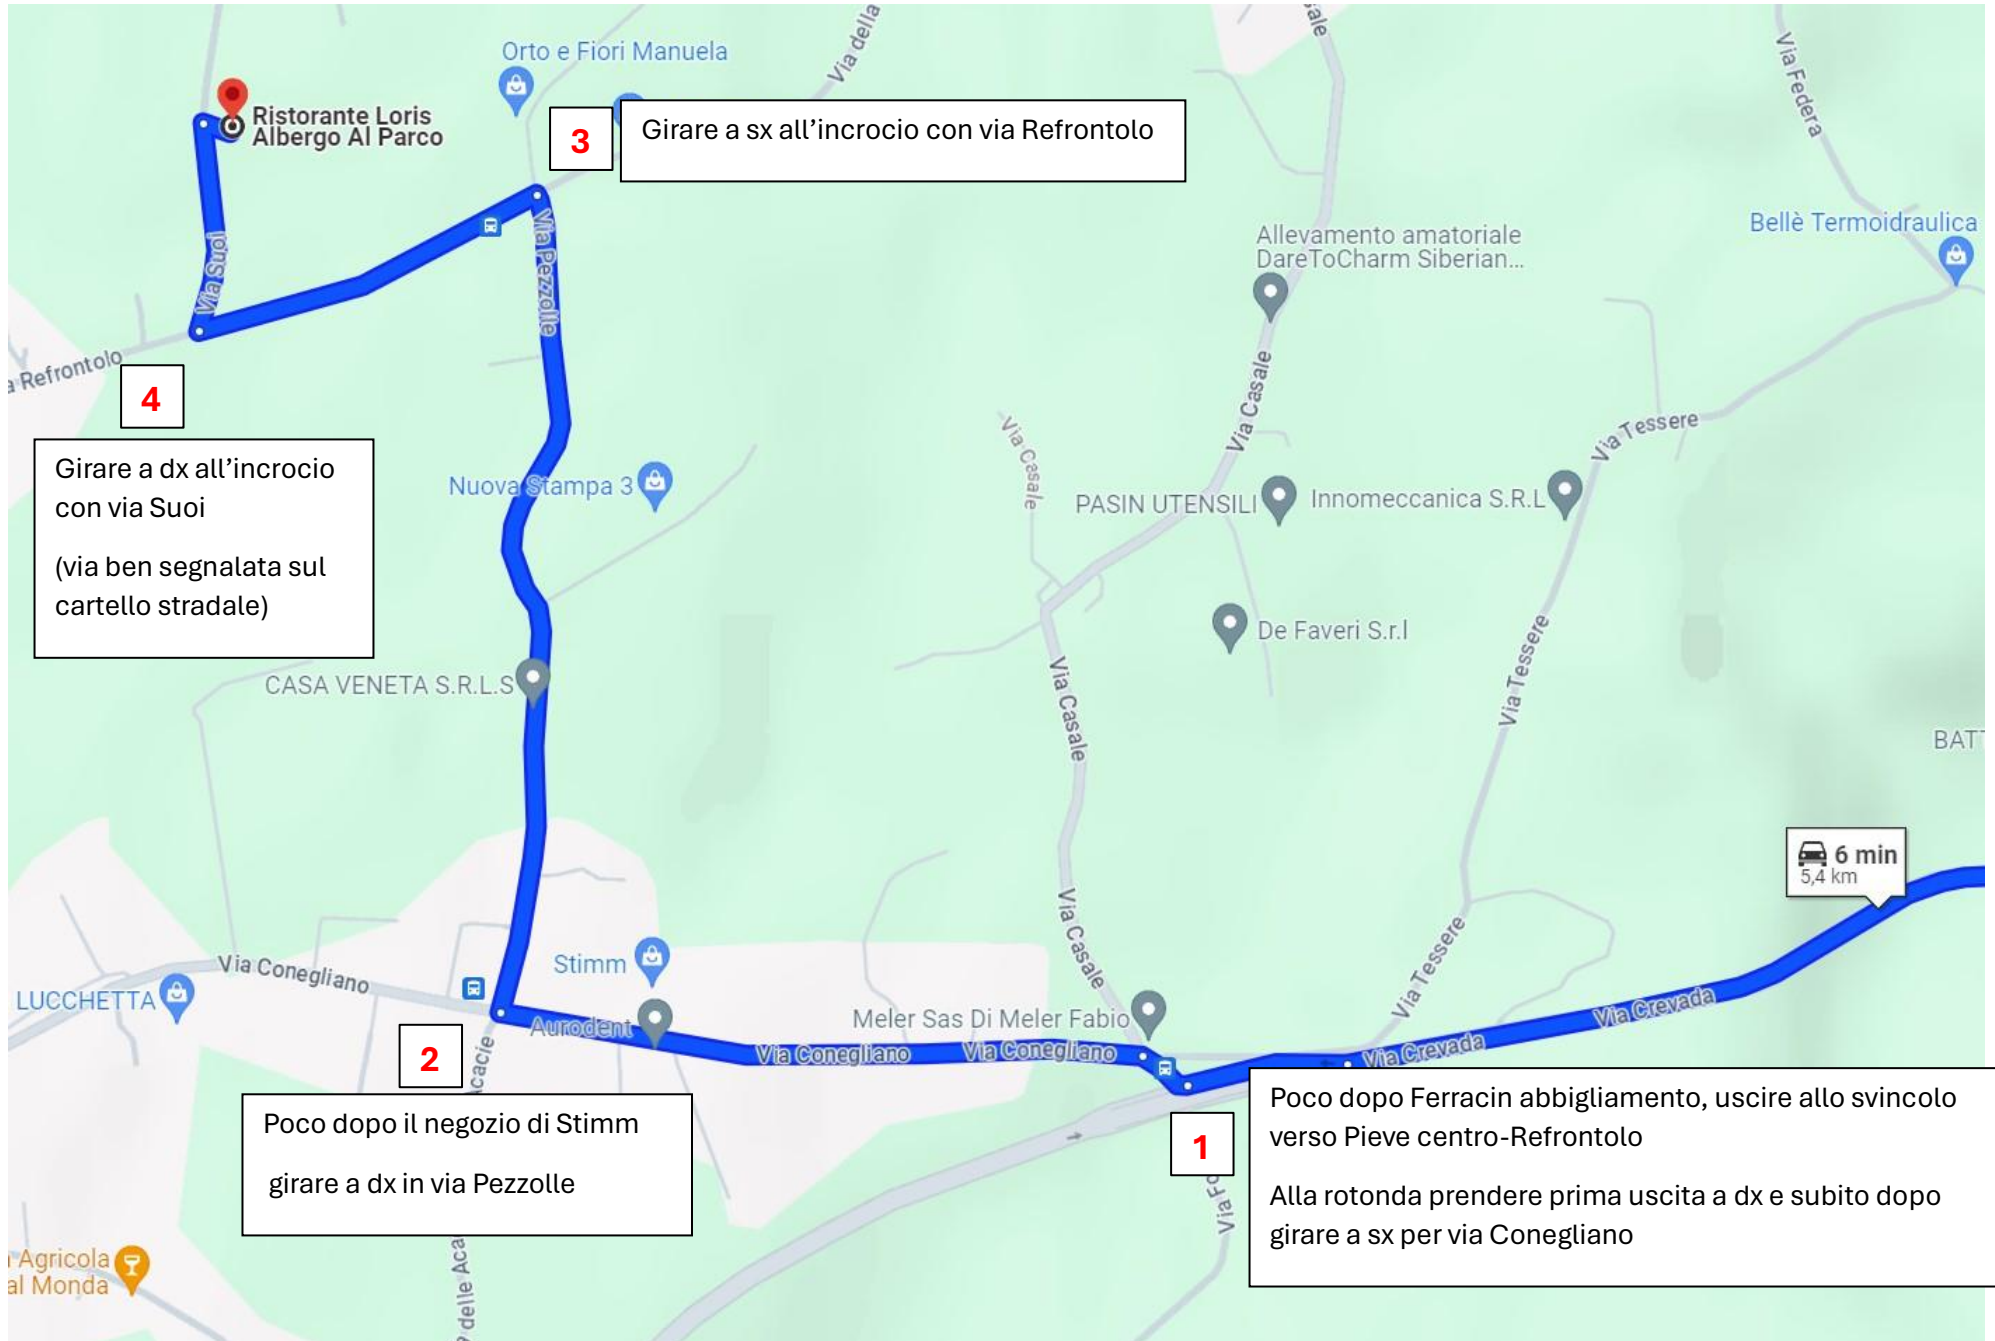 Orto e Fiori Manuela
Via della
Via Federa
Ristorante Loris
Albergo Al Parco
3
Girare a sx all'incrocio con via Refrontolo
Bellè Termoidraulica
Allevamento amatoriale
DareToCharm Siberian...
Via Pezzolle
Via Suoi
Refrontolo
4
Girare a dx all'incrocio
con via Suoi
(via ben segnalata sul
cartello stradale)
Via Casale
Via Casale
Via Tessere
Nuova Stampa 3
PASIN UTENSILI
Innomeccanica S.R.L
De Faveri S.r.l
CASA VENETA S.R.L.S
Via Casale
Via Tessere
BATT
6 min
5,4 km
Via Casale
Via Tessere
Stimm
Via Conegliano
LUCCHETTA
Aurodent
Meler Sas Di Meler Fabio
Via Conegliano
Via Conegliano
Via Crevada
Via Crevada
2
Acacie
Poco dopo il negozio di Stimm
girare a dx in via Pezzolle
1
Via Fo
Poco dopo Ferracin abbigliamento, uscire allo svincolo
verso Pieve centro-Refrontolo
Alla rotonda prendere prima uscita a dx e subito dopo
girare a sx per via Conegliano
Agricola
al Monda
delle Aca